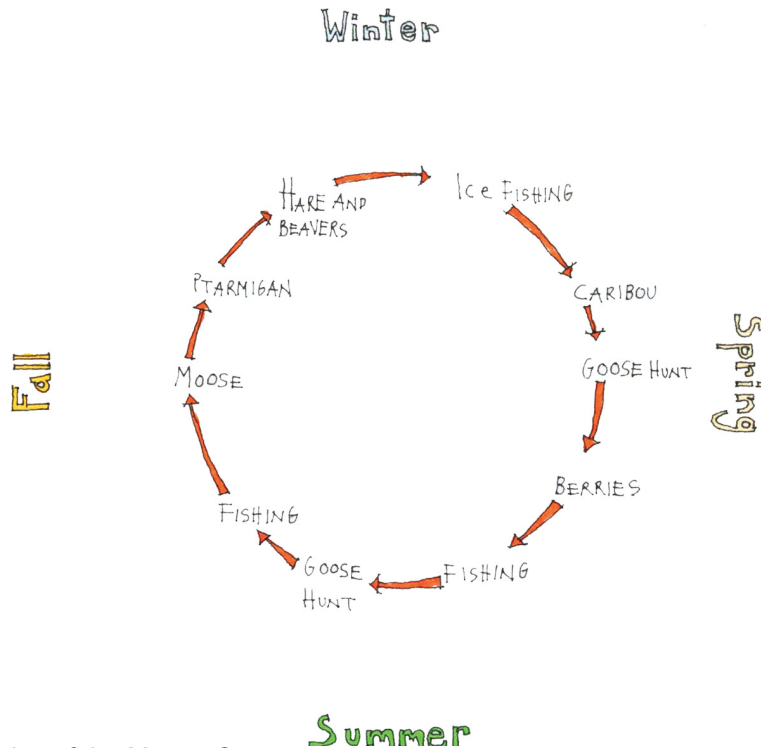 Winter
HARE AND
BEAVERS
Ice FISHING
CARIBOU
GOOSE HUNT
Spring
BERRIES
FISHING
GOOSE
HUNT
FISHING
MOOSE
PTARMIGAN
Fall
Summer